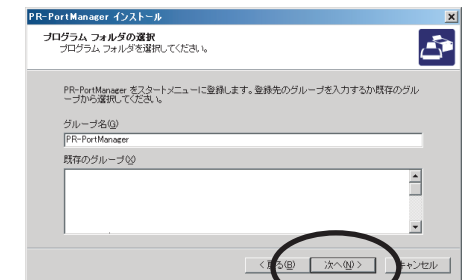 PR-PortManager インストール
プログラム フォルダの選択
プログラム フォルダを選択してください。
PR-PortManager をスタートメニューに登録します。登録先のグループを入力するか既存のグル
ープから選択してください。
グループ名(G)
PR-PortManager
既存のグループ(X)
< 戻る(B) 次へ(N) > キャンセル